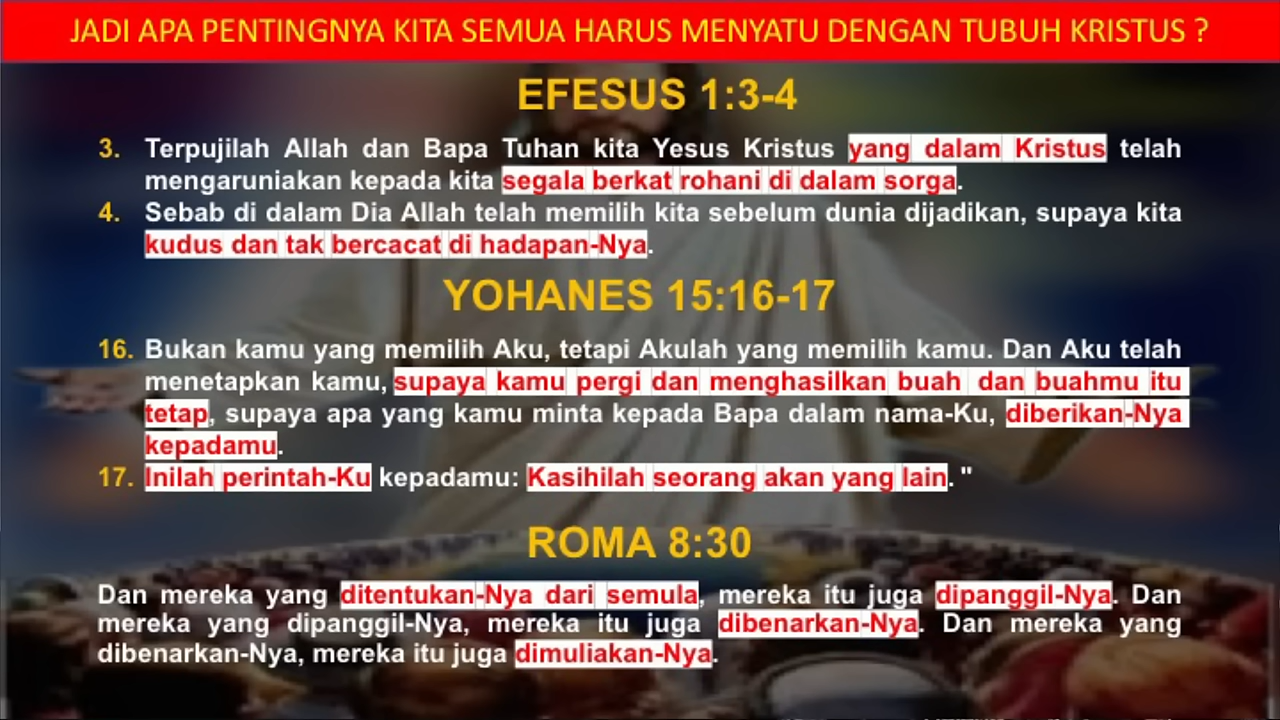 JADI APA PENTINGNYA KITA SEMUA HARUS MENYATU DENGAN TUBUH KRISTUS ?
EFESUS 1:3-4
3. Terpujilah Allah dan Bapa Tuhan kita Yesus Kristus yang dalam Kristus telah
mengaruniakan kepada kita segala berkat rohani di dalam sorga.
4. Sebab di dalam Dia Allah telah memilih kita sebelum dunia dijadikan, supaya kita
kudus dan tak bercacat di hadapan-Nya.
YOHANES 15:16-17
16. Bukan kamu yang memilih Aku, tetapi Akulah yang memilih kamu. Dan Aku telah
menetapkan kamu, supaya kamu pergi dan menghasilkan buah dan buahmu itu
tetap, supaya apa yang kamu minta kepada Bapa dalam nama-Ku, diberikan-Nya
kepadamu.
17. Inilah perintah-Ku kepadamu: Kasihilah seorang akan yang lain. "
ROMA 8:30
Dan mereka yang ditentukan-Nya dari semula, mereka itu juga dipanggil-Nya. Dan
mereka yang dipanggil-Nya, mereka itu juga dibenarkan-Nya. Dan mereka yang
dibenarkan-Nya, mereka itu juga dimuliakan-Nya.